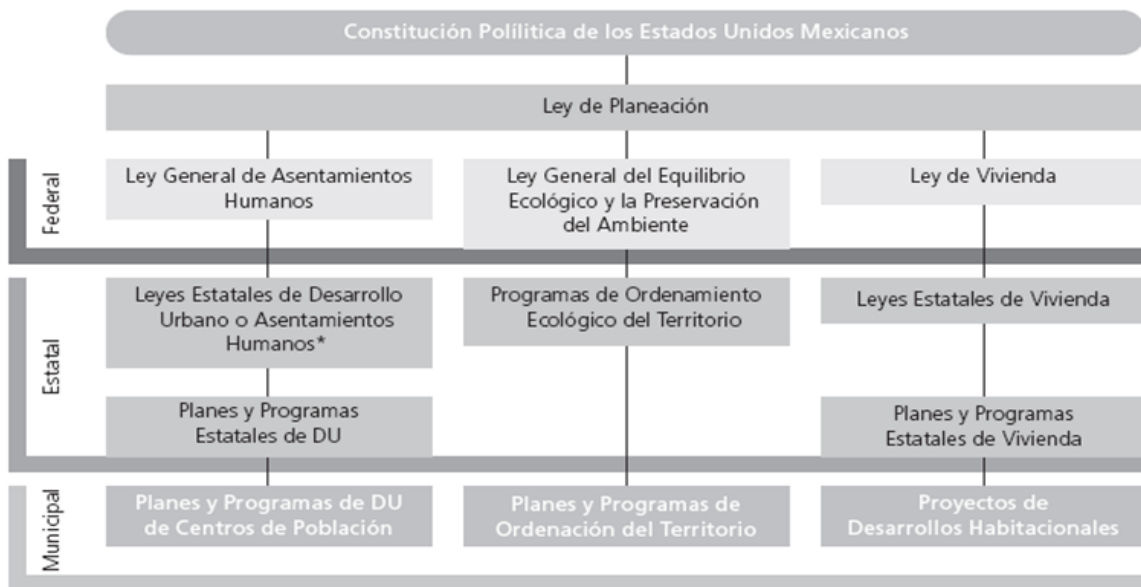 Constitución Polílitica de los Estados Unidos Mexicanos
Ley de Planeación
Federal
Ley General de Asentamientos
Humanos
Ley General del Equilibrio
Ecológico y la Preservación
del Ambiente
Ley de Vivienda
Estatal
Leyes Estatales de Desarrollo
Urbano o Asentamientos
Humanos*
Programas de Ordenamiento
Ecológico del Territorio
Leyes Estatales de Vivienda
Planes y Programas
Estatales de DU
Planes y Programas
Estatales de Vivienda
Municipal
Planes y Programas de DU
de Centros de Población
Planes y Programas de
Ordenación del Territorio
Proyectos de
Desarrollos Habitacionales